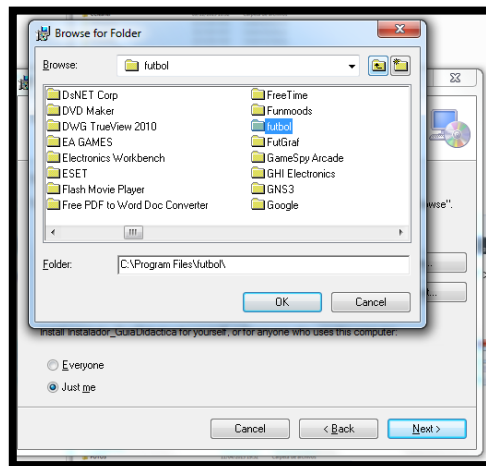 Browse for Folder
Browse:
futbol
DsNET Corp
DVD Maker
DWG TrueView 2010
EA GAMES
Electronics Workbench
ESET
Flash Movie Player
Free PDF to Word Doc Converter
FreeTime
Funmoods
futbol
FutGraf
GameSpy Arcade
GHI Electronics
GNS3
Google
wse".
Folder:
C:\Program Files\futbol\
OK
Cancel
Install Instalador_GuiaDidactica for yourself, or for anyone who uses this computer:
Everyone
Just me
Cancel
< Back
Next >